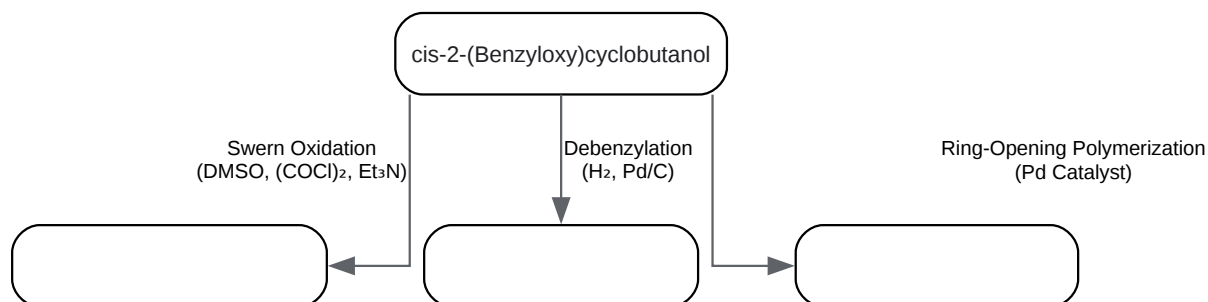 cis-2-(Benzyloxy)cyclobutanol
Swern Oxidation
(DMSO, (COCl)₂, Et₃N)
Debenzylation
(H₂, Pd/C)
Ring-Opening Polymerization
(Pd Catalyst)